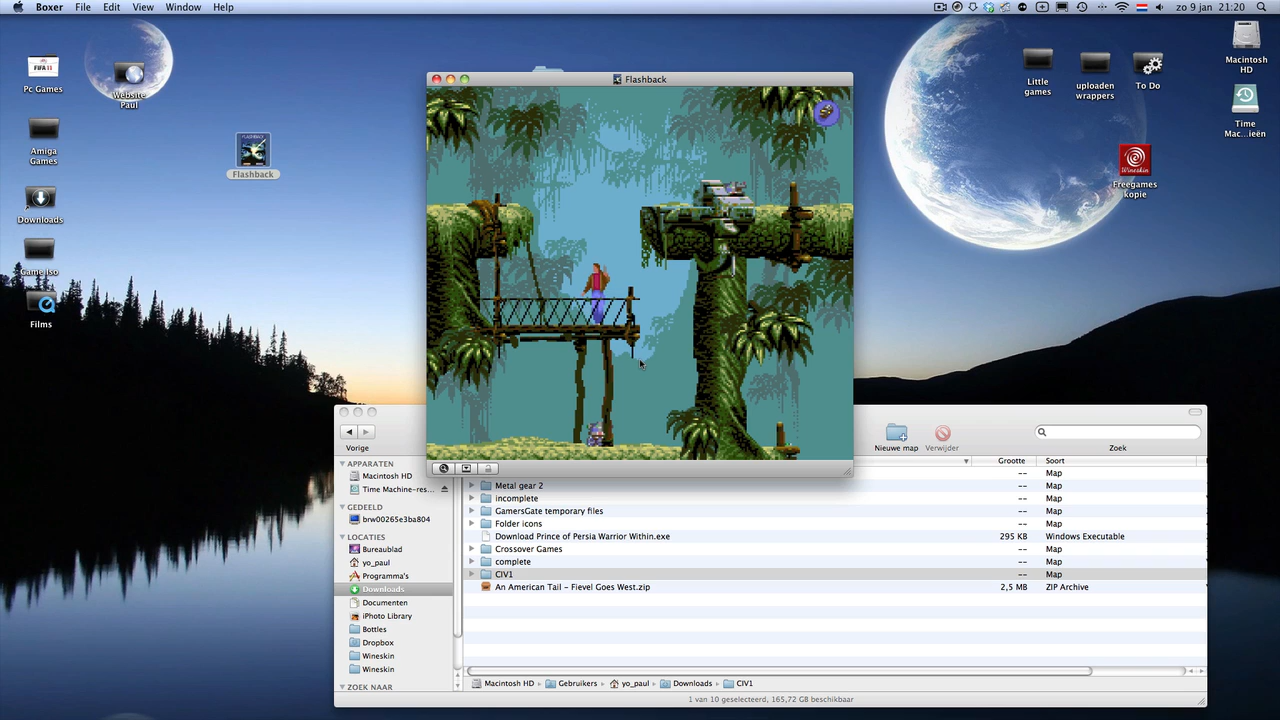 Boxer File Edit View Window Help
zo 9 jan 21:20
FIFA 11
Pc Games
Website Paul
Amiga Games
FLASHBACK
Flashback
Downloads
Game Iso
Films
Little games
uploaden wrappers
To Do
Macintosh HD
Time Mac...ieën
Wineskin
Freegames kopie
Flashback
Vorige
Nieuwe map
Verwijder
Zoek
APPARATEN
Macintosh HD
Time Machine-res...
GEDEELD
brw00265e3ba804
LOCATIES
Bureaublad
yo_paul
Programma's
Downloads
Documenten
iPhoto Library
Bottles
Dropbox
Wineskin
Wineskin
ZOEK NAAR
Grootte Soort
-- Map
Metal gear 2 -- Map
incomplete -- Map
GamersGate temporary files -- Map
Folder icons -- Map
Download Prince of Persia Warrior Within.exe 295 KB Windows Executable
Crossover Games -- Map
complete -- Map
CIV1 -- Map
An American Tail - Fievel Goes West.zip 2,5 MB ZIP Archive
Macintosh HD Gebruikers yo_paul Downloads CIV1
1 van 10 geselecteerd, 165,72 GB beschikbaar